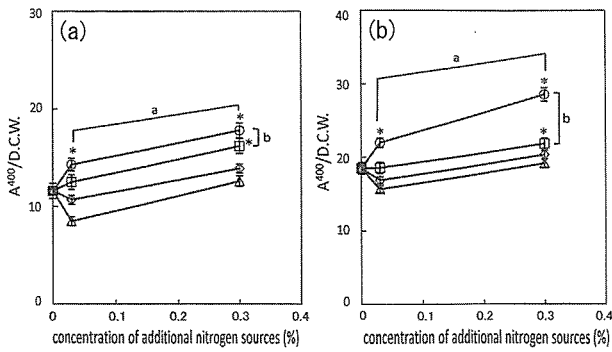 (a)
30
20
10
0
A⁴⁰⁰/D.C.W.
a
*
*
*
b
0 0.1 0.2 0.3 0.4
concentration of additional nitrogen sources (%)
(b)
40
30
20
10
0
A⁴⁰⁰/D.C.W.
a
*
*
*
b
0 0.1 0.2 0.3 0.4
concentration of additional nitrogen sources (%)